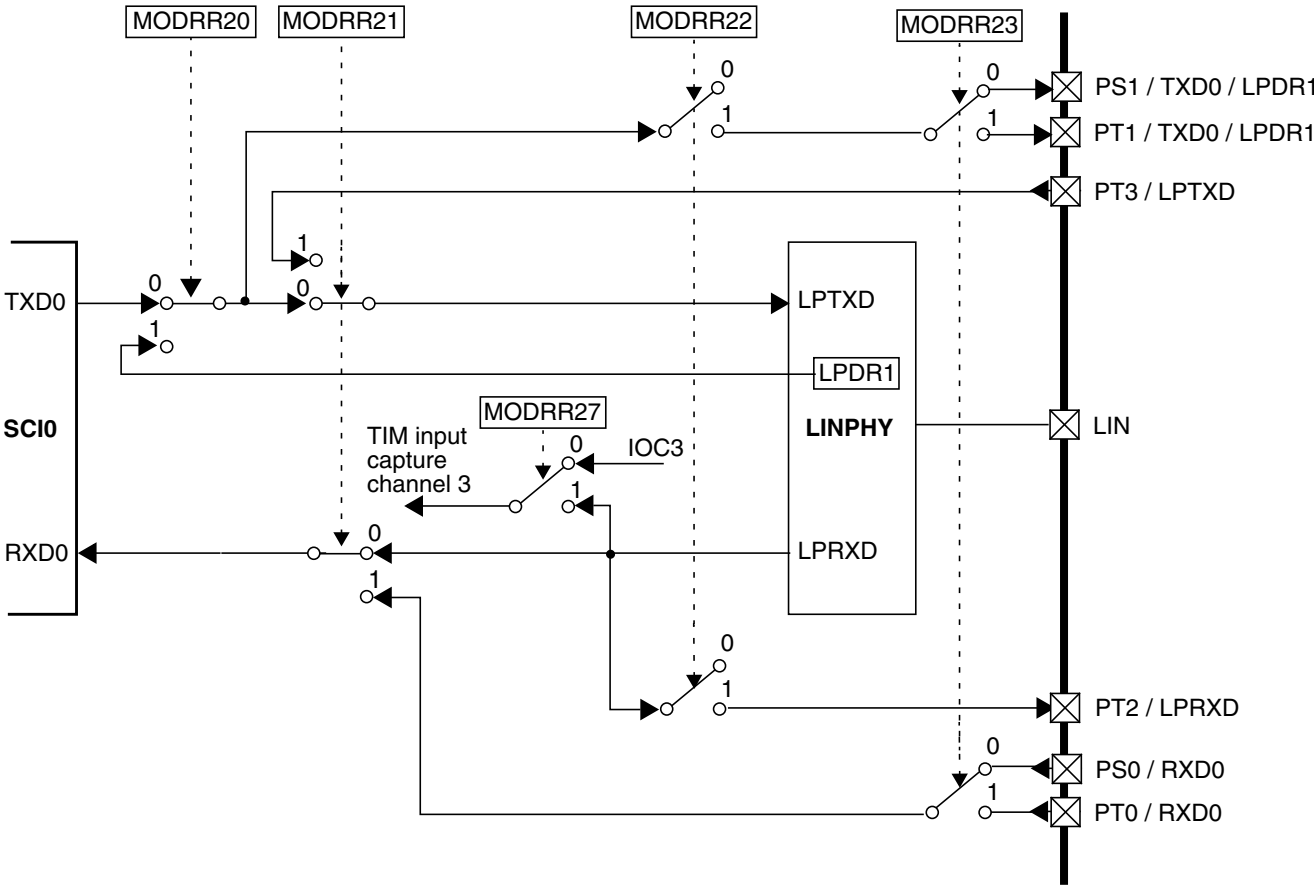 MODRR20
MODRR21
MODRR22
MODRR23
0
1
0
1
PS1 / TXD0 / LPDR1
PT1 / TXD0 / LPDR1
PT3 / LPTXD
1
0
0
1
TXD0
LPTXD
LPDR1
SCI0
LINPHY
LIN
MODRR27
TIM input
capture
channel 3
0
1
IOC3
RXD0
0
1
LPRXD
0
1
PT2 / LPRXD
0
1
PS0 / RXD0
PT0 / RXD0